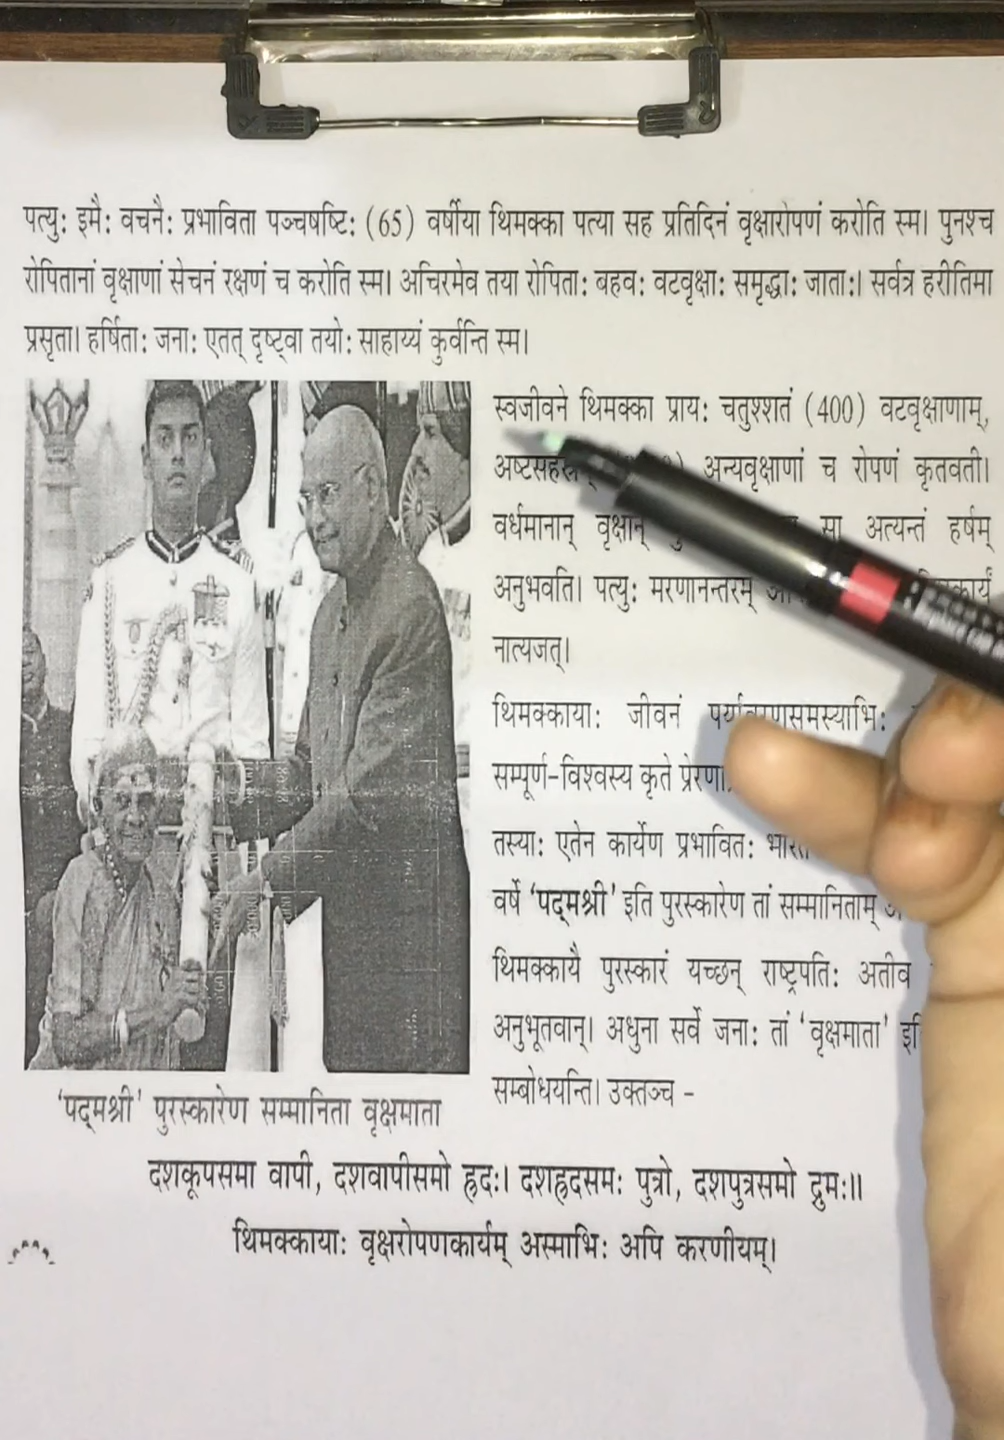 पत्यु: इमै: वचनै: प्रभाविता पञ्चषष्टि: (65) वर्षीया थिमक्का पत्या सह प्रतिदिनं वृक्षारोपणं करोति स्म। पुनश्च
रोपितानां वृक्षाणां सेचनं रक्षणं च करोति स्म। अचिरमेव तया रोपिता: बहव: वटवृक्षा: समृद्धा: जाता:। सर्वत्र हरीतिमा
प्रसृता। हर्षिता: जना: एतत् दृष्ट्वा तयो: साहाय्यं कुर्वन्ति स्म।
स्वजीवने थिमक्का प्राय: चतुश्शतं (400) वटवृक्षाणाम्,
अन्यवृक्षाणां च रोपणं कृतवती।
वर्धमानान् वृक्षान् सा अत्यन्तं हर्षम्
अनुभवति। पत्यु: मरणानन्तरम्
नात्यजत्।
थिमक्काया: जीवनं पर्यावरणसमस्याभि:
सम्पूर्ण-विश्वस्य कृते
तस्या: एतेन कार्येण प्रभावित:
वर्षे 'पद्मश्री' इति पुरस्कारेण तां सम्मानिताम्
थिमक्कायै पुरस्कारं यच्छन् राष्ट्रपति: अतीव
अनुभूतवान्। अधुना सर्वे जना: तां 'वृक्षमाता'
सम्बोधयन्ति। उक्तञ्च -
'पद्मश्री' पुरस्कारेण सम्मानिता वृक्षमाता
दशकूपसमा वापी, दशवापीसमो ह्रद:। दशह्रदसम: पुत्रो, दशपुत्रसमो द्रुम:॥
थिमक्काया: वृक्षरोपणकार्यम् अस्माभि: अपि करणीयम्।